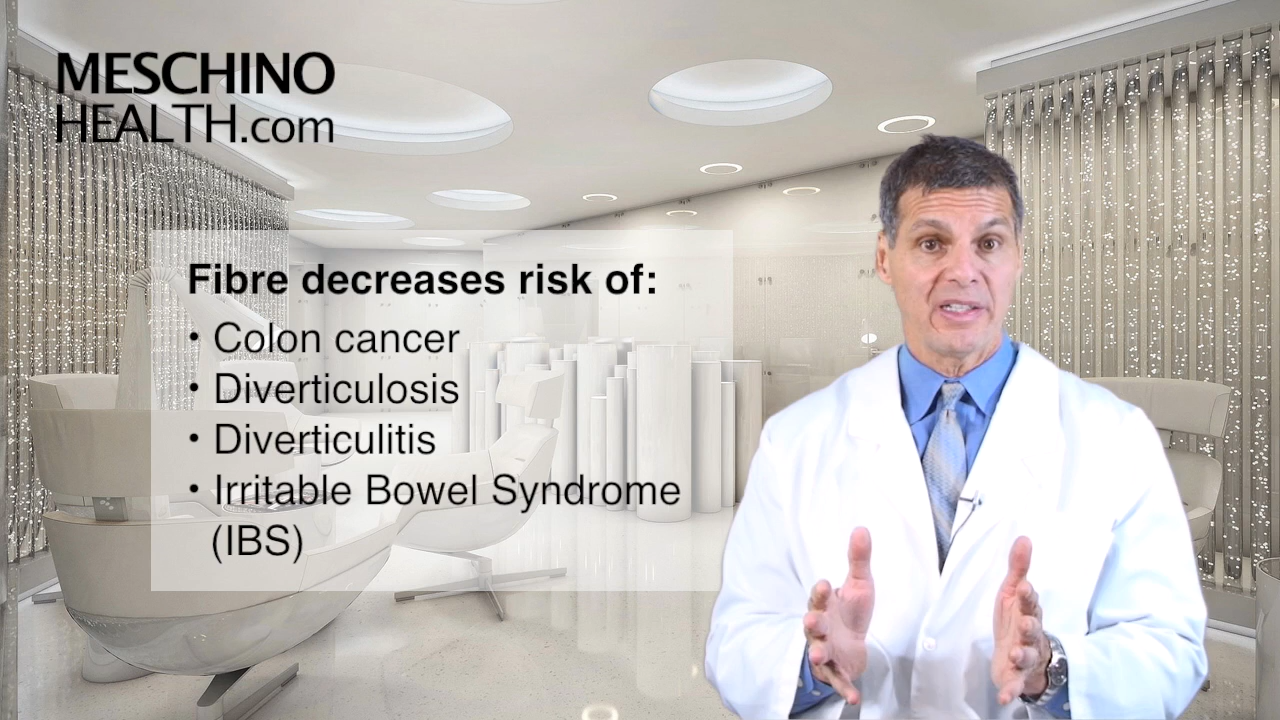 MESCHINO
HEALTH.com
Fibre decreases risk of:
• Colon cancer
• Diverticulosis
• Diverticulitis
• Irritable Bowel Syndrome
(IBS)